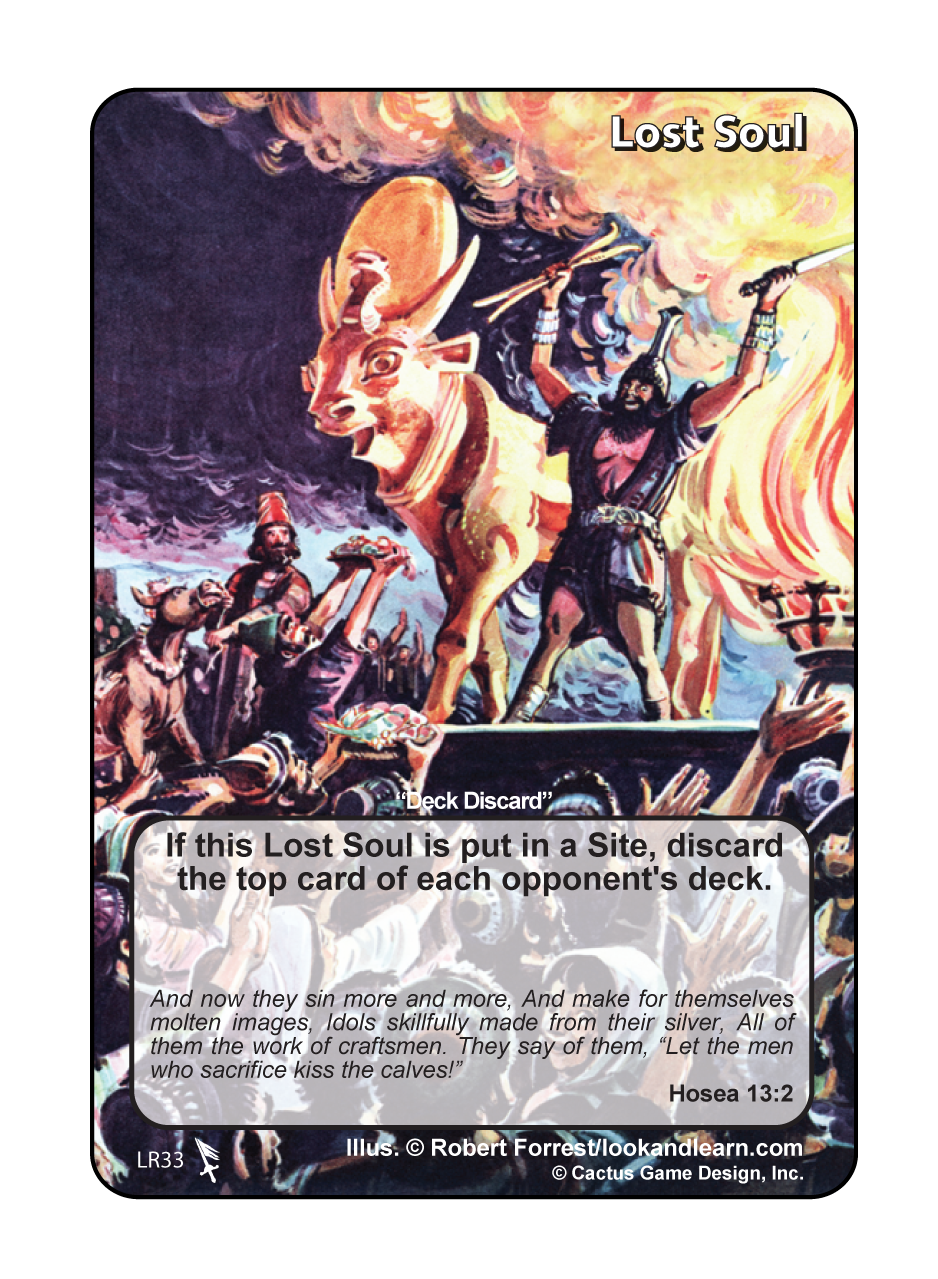 Lost Soul
“Deck Discard”
If this Lost Soul is put in a Site, discard
the top card of each opponent's deck.
And now they sin more and more, And make for themselves
molten images, Idols skillfully made from their silver, All of
them the work of craftsmen. They say of them, “Let the men
who sacrifice kiss the calves!”
Hosea 13:2
Illus. © Robert Forrest/lookandlearn.com
LR33
© Cactus Game Design, Inc.